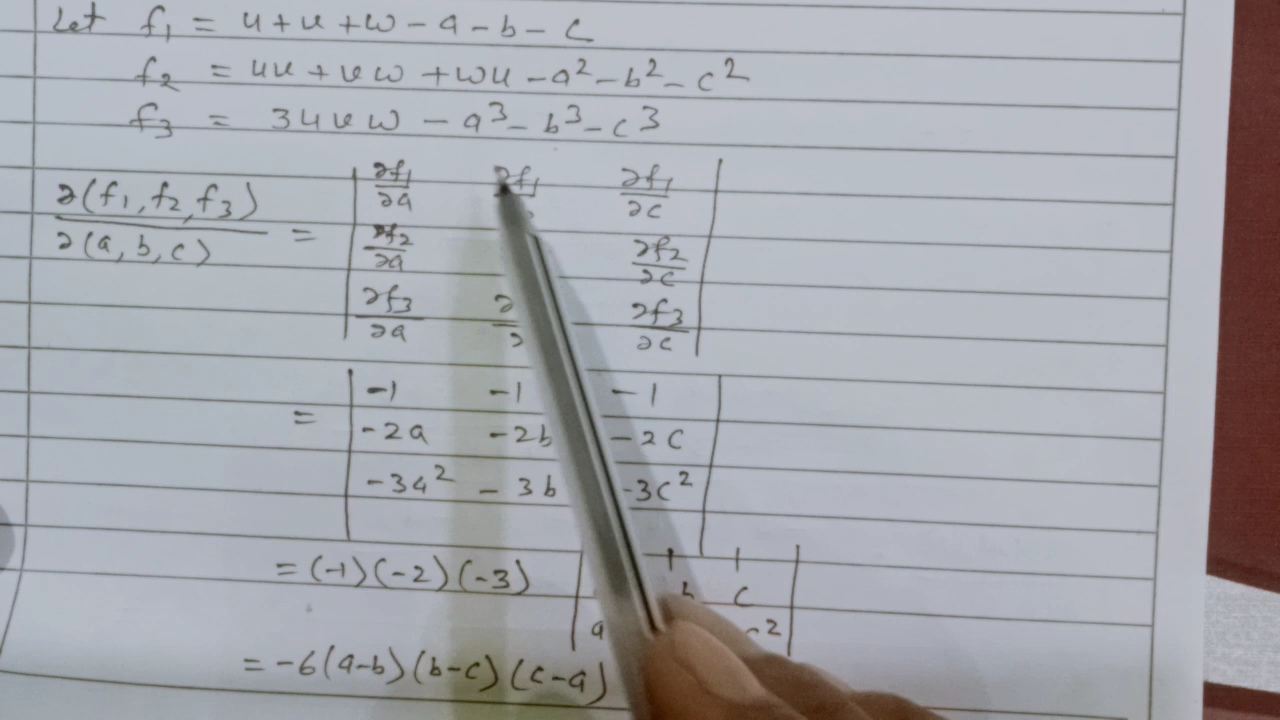 Let f₁ = u + v + w - a - b - c
f₂ = uv + vw + wu - a² - b² - c²
f₃ = 3uvw - a³ - b³ - c³
∂f₁/∂a ∂f₁ ∂f₁/∂c
∂(f₁, f₂, f₃)/∂(a, b, c) = ∂f₂/∂a ∂f₂/∂c
∂f₃/∂a ∂f₃/∂c
= | -1 -1 -1 |
-2a -2b -2c
-3a² -3b -3c²
= (-1)(-2)(-3) | 1 1 |
b c
a c²
= -6(a-b)(b-c)(c-a)